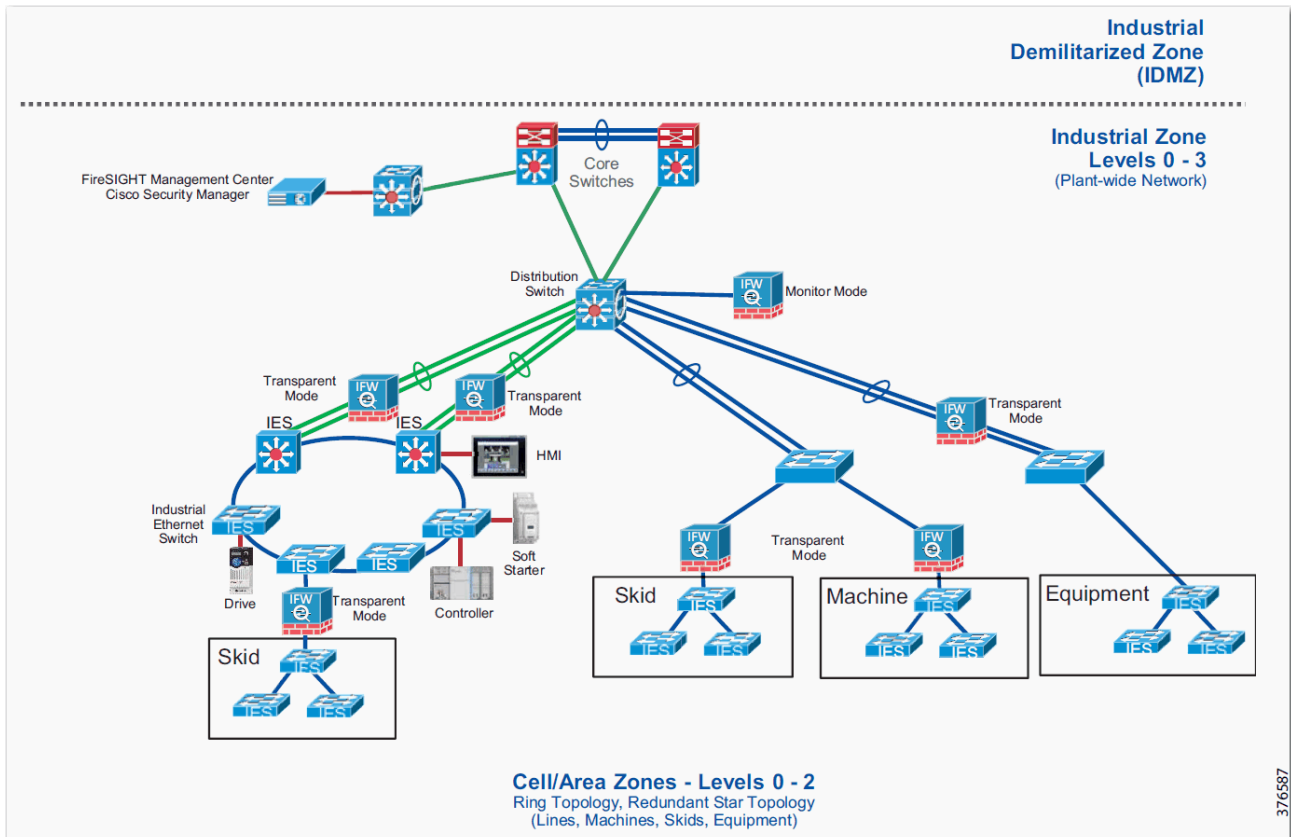 Industrial
Demilitarized Zone
(IDMZ)
Industrial Zone
Levels 0 - 3
(Plant-wide Network)
Core
Switches
FireSIGHT Management Center
Cisco Security Manager
Distribution
Switch
IFW
Monitor Mode
Transparent
Mode
IFW
IFW
Transparent
Mode
IFW
Transparent
Mode
IES
IES
HMI
Industrial
Ethernet
Switch
IES
IES
Soft
Starter
IES
IES
Drive
Controller
IFW
Transparent
Mode
Skid
IES
IES
IES
IFW
Transparent
Mode
IFW
Skid
IES
IES
IES
Machine
IES
IES
IES
Equipment
IES
IES
IES
Cell/Area Zones - Levels 0 - 2
Ring Topology, Redundant Star Topology
(Lines, Machines, Skids, Equipment)
376587